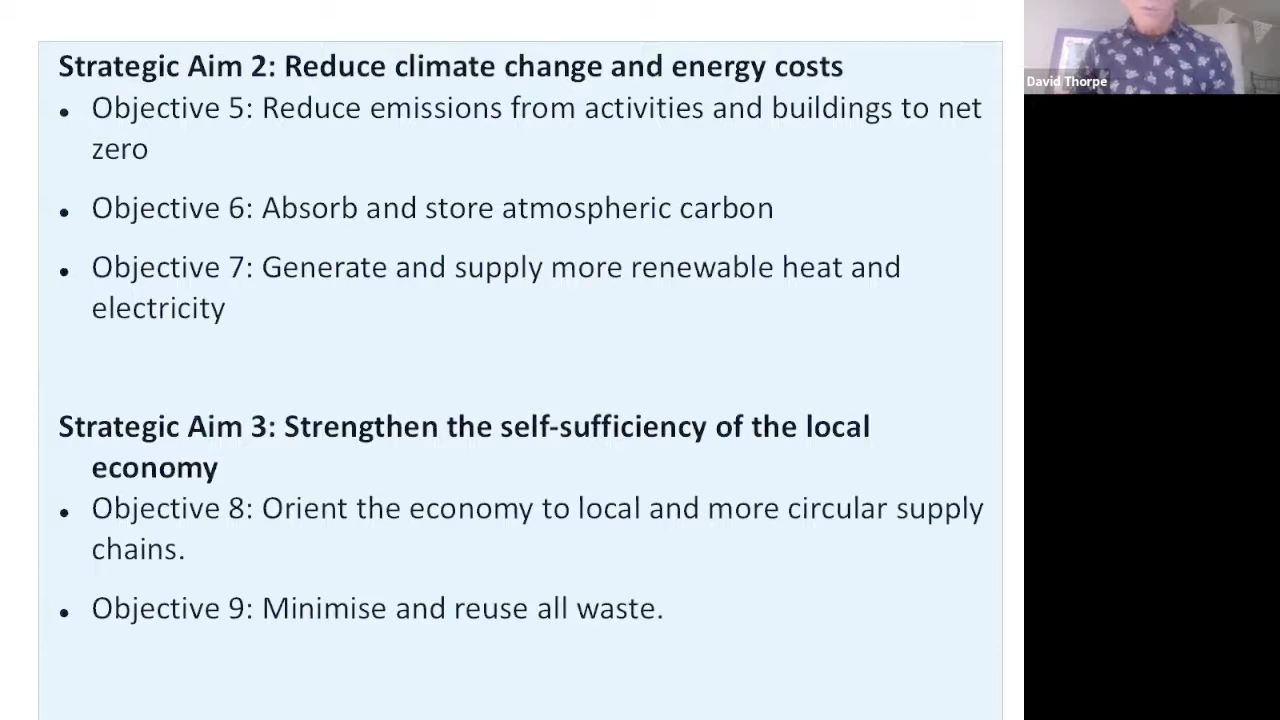 Strategic Aim 2: Reduce climate change and energy costs
• Objective 5: Reduce emissions from activities and buildings to net
zero
• Objective 6: Absorb and store atmospheric carbon
• Objective 7: Generate and supply more renewable heat and
electricity
Strategic Aim 3: Strengthen the self-sufficiency of the local
economy
• Objective 8: Orient the economy to local and more circular supply
chains.
• Objective 9: Minimise and reuse all waste.
David Thorpe